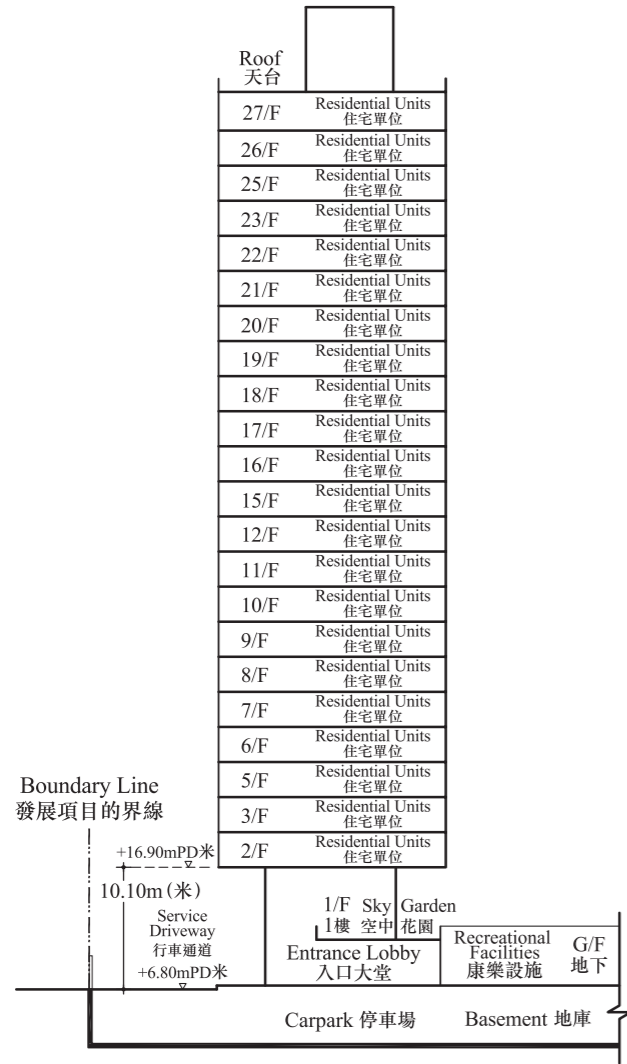 Roof
天台
27/F Residential Units
住宅單位
26/F Residential Units
住宅單位
25/F Residential Units
住宅單位
23/F Residential Units
住宅單位
22/F Residential Units
住宅單位
21/F Residential Units
住宅單位
20/F Residential Units
住宅單位
19/F Residential Units
住宅單位
18/F Residential Units
住宅單位
17/F Residential Units
住宅單位
16/F Residential Units
住宅單位
15/F Residential Units
住宅單位
12/F Residential Units
住宅單位
11/F Residential Units
住宅單位
10/F Residential Units
住宅單位
9/F Residential Units
住宅單位
8/F Residential Units
住宅單位
7/F Residential Units
住宅單位
6/F Residential Units
住宅單位
5/F Residential Units
住宅單位
3/F Residential Units
住宅單位
2/F Residential Units
住宅單位
Boundary Line
發展項目的界線
+16.90mPD米
10.10m(米)
Service
Driveway
行車通道
+6.80mPD米
1/F Sky Garden
1樓 空中花園
Entrance Lobby
入口大堂
Recreational
Facilities
康樂設施
G/F
地下
Carpark 停車場
Basement 地庫